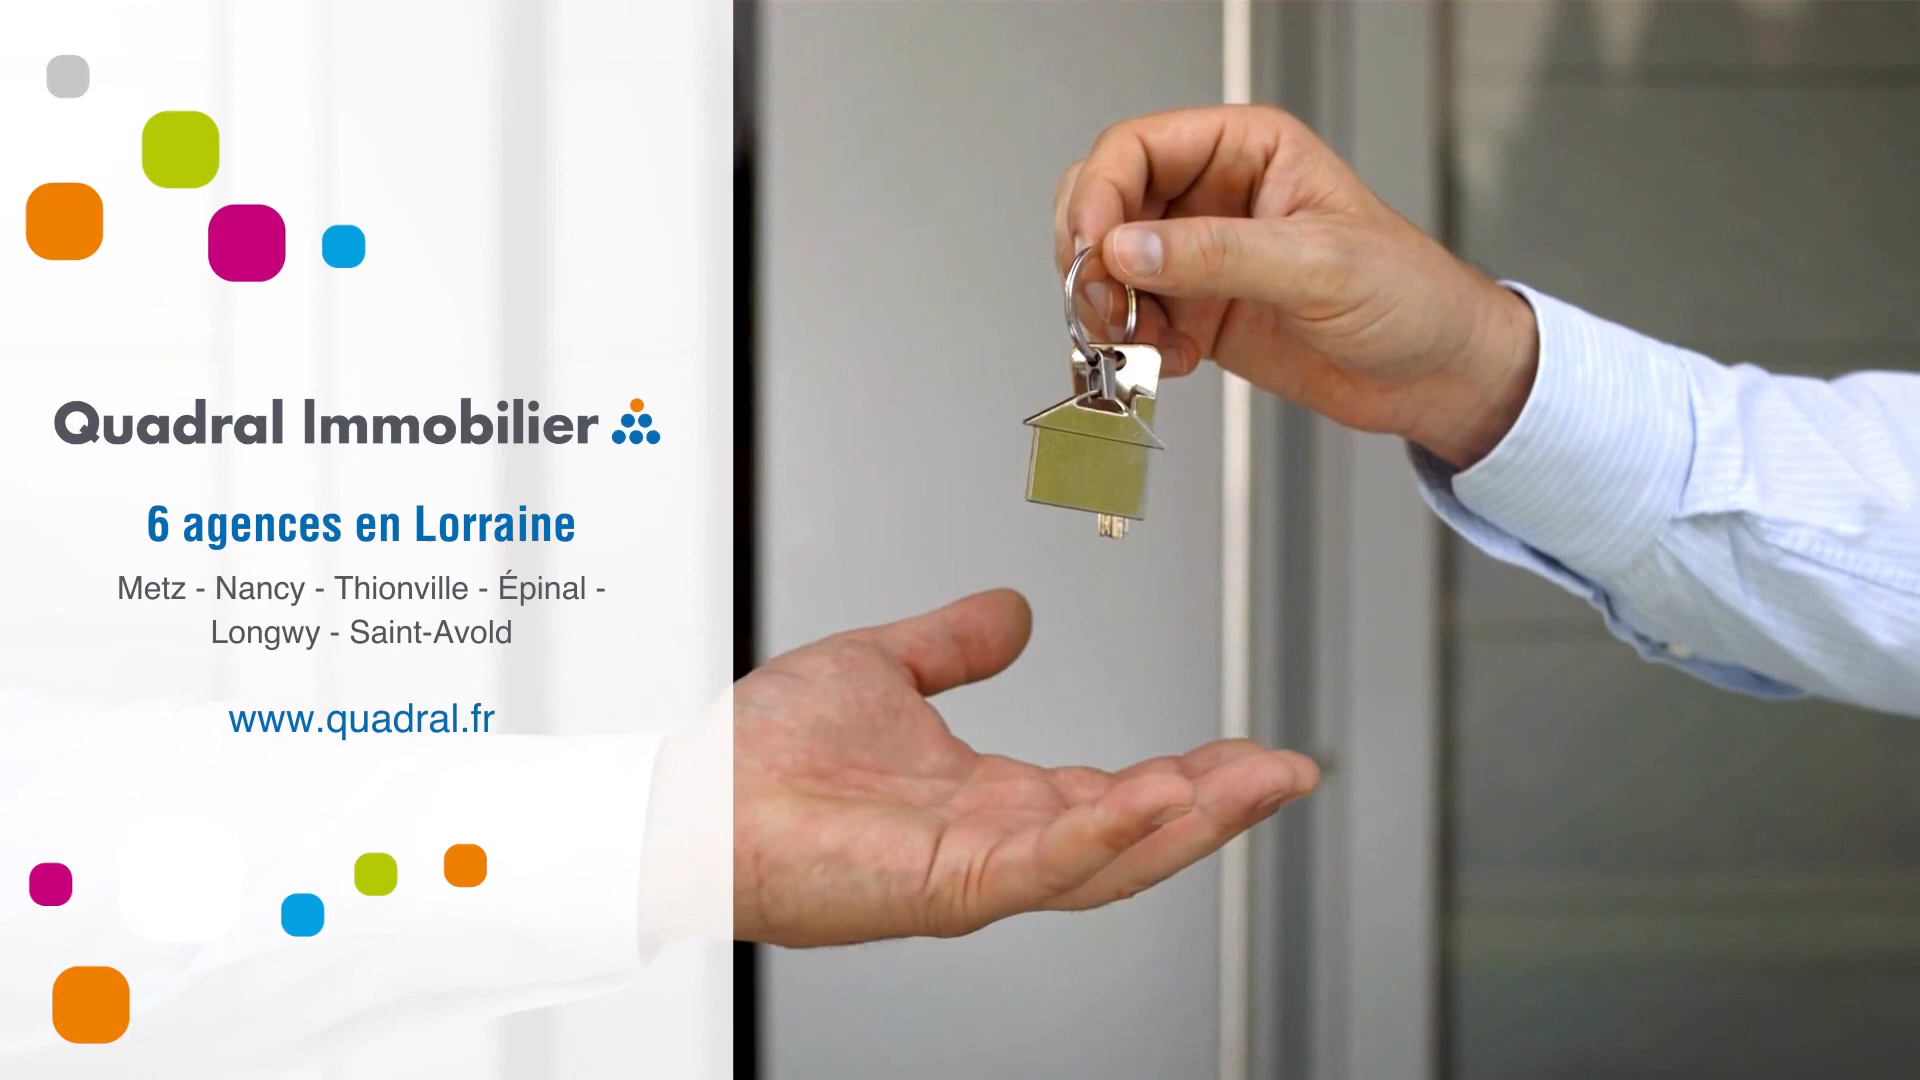 Quadral Immobilier
6 agences en Lorraine
Metz - Nancy - Thionville - Épinal -
Longwy - Saint-Avold
www.quadral.fr